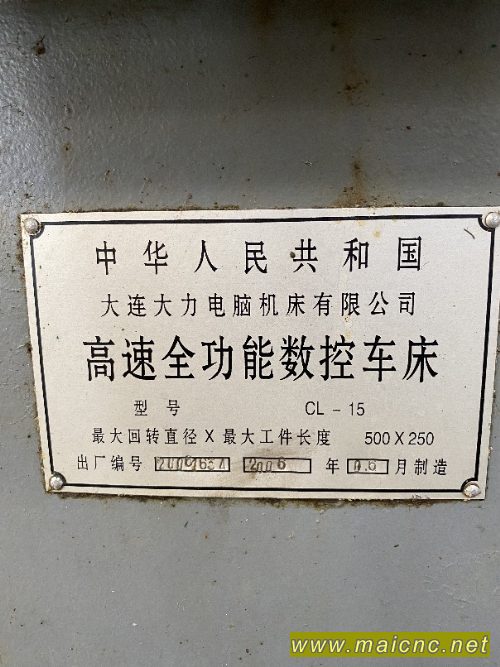 中华人民共和国
大连大力电脑机床有限公司
高速全功能数控车床
型号 CL-15
最大回转直径X最大工件长度 500X250
出厂编号 2006 年 0.6 月制造
www.maicnc.net